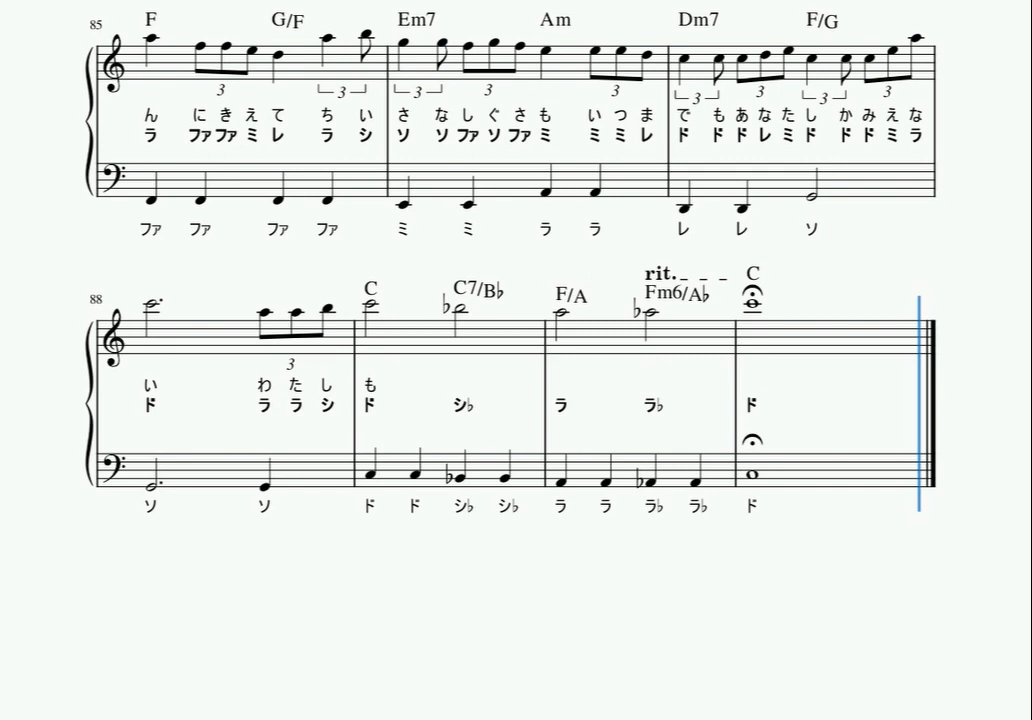 85 F G/F Em7 Am Dm7 F/G
3 3 3 3 3 3 3 3 3
ん に き え て ち い さ な し ぐ さ も い つ ま で も あ な た し か み え な
ラ ファ ファ ミ レ ラ シ ソ ソ ファ ソ ファ ミ ミ ミ レ ド ド ド レ ミ ド ド ド ミ ラ
ファ ファ ファ ファ ミ ミ ラ ラ レ レ ソ
rit. C
88 C C7/B♭ F/A Fm6/A♭
3
い わ た し も
ド ラ ラ シ ド シ♭ ラ ラ♭ ド
ソ ソ ド ド シ♭ シ♭ ラ ラ ラ♭ ラ♭ ド